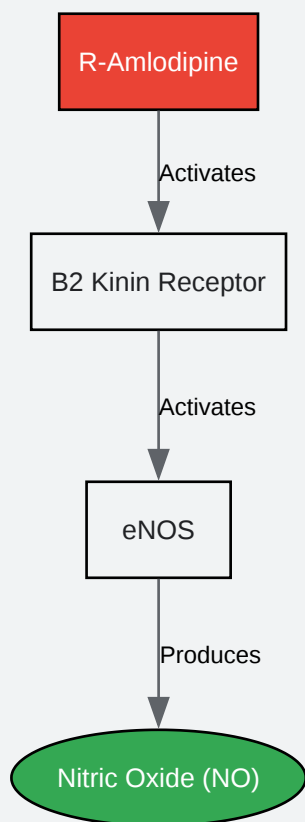 R-Amlodipine
Activates
B2 Kinin Receptor
Activates
eNOS
Produces
Nitric Oxide (NO)